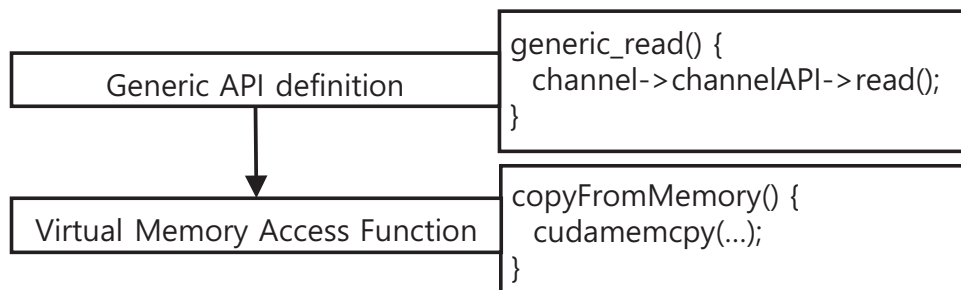 Generic API definition
generic_read() {
channel->channelAPI->read();
}
Virtual Memory Access Function
copyFromMemory() {
cudamemcpy(...);
}